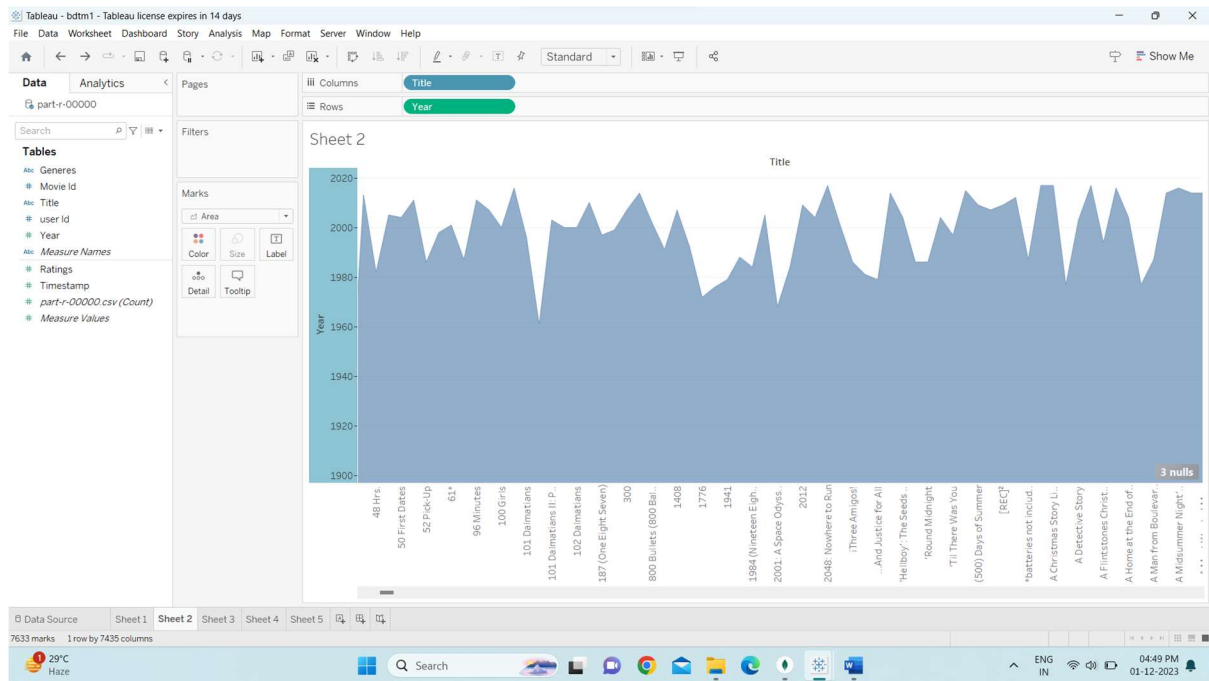 Tableau - bdtm1 - Tableau license expires in 14 days
File Data Worksheet Dashboard Story Analysis Map Format Server Window Help
Standard
Show Me
Data Analytics
part-r-00000
Search
Tables
Abc Generes
# Movie Id
Abc Title
# user Id
# Year
Abc Measure Names
# Ratings
# Timestamp
# part-r-00000.csv (Count)
# Measure Values
Pages
Filters
Marks
Area
Color Size Label
Detail Tooltip
Columns Title
Rows Year
Sheet 2
Title
Year
2020
2000
1980
1960
1940
1920
1900
3 nulls
48 Hrs.
50 First Dates
52 Pick-Up
61*
96 Minutes
100 Girls
101 Dalmatians
101 Dalmatians II: P..
102 Dalmatians
187 (One Eight Seven)
300
800 Bullets (800 Bal..
1408
1776
1941
1984 (Nineteen Eigh..
2001: A Space Odyss..
2012
2048: Nowhere to Run
¡Three Amigos!
...And Justice for All
'Hellboy': The Seeds ..
'Round Midnight
'Til There Was You
(500) Days of Summer
[REC]²
*batteries not includ..
A Christmas Story Li..
A Detective Story
A Flintstones Christ..
A Home at the End of..
A Man from Boulevar..
A Midsummer Night'..
Data Source Sheet 1 Sheet 2 Sheet 3 Sheet 4 Sheet 5
7633 marks 1 row by 7435 columns
1
29°C
Haze
Search
ENG
IN
04:49 PM
01-12-2023